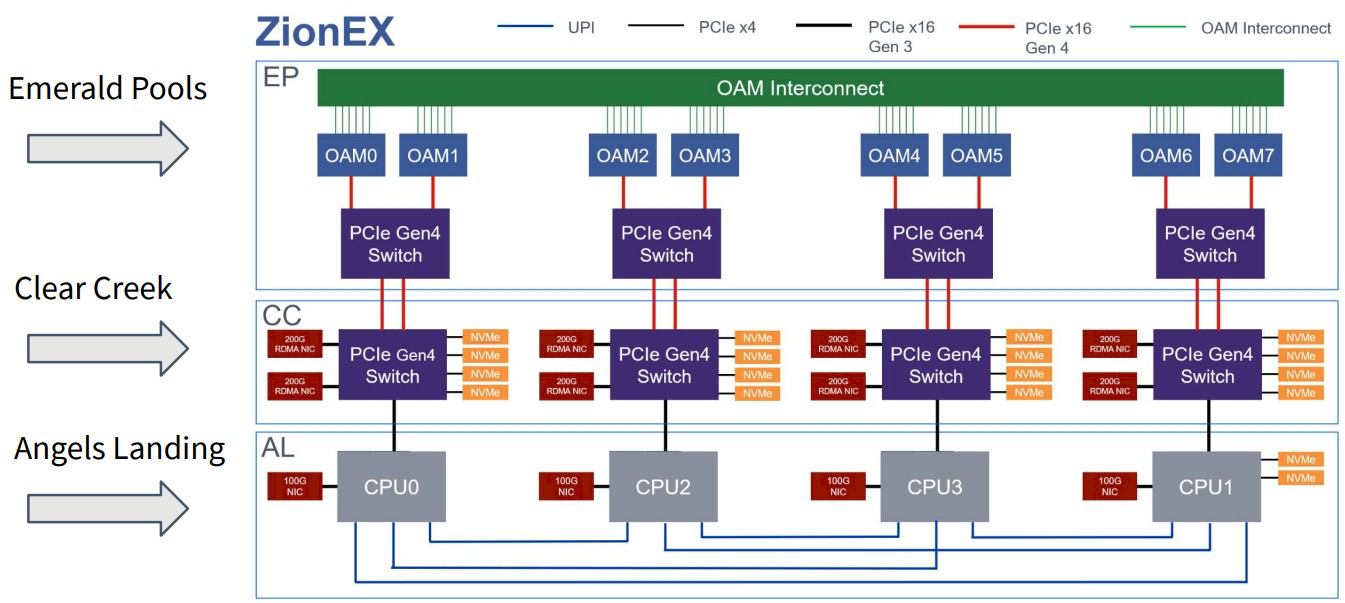 ZionEX
UPI
PCIe x4
PCIe x16
Gen 3
PCIe x16
Gen 4
OAM Interconnect
Emerald Pools
EP
OAM Interconnect
OAM0
OAM1
OAM2
OAM3
OAM4
OAM5
OAM6
OAM7
PCIe Gen4
Switch
PCIe Gen4
Switch
PCIe Gen4
Switch
PCIe Gen4
Switch
Clear Creek
CC
200G
RDMA NIC
200G
RDMA NIC
PCIe Gen4
Switch
NVMe
NVMe
NVMe
NVMe
200G
RDMA NIC
200G
RDMA NIC
PCIe Gen4
Switch
NVMe
NVMe
NVMe
NVMe
200G
RDMA NIC
200G
RDMA NIC
PCIe Gen4
Switch
NVMe
NVMe
NVMe
NVMe
200G
RDMA NIC
200G
RDMA NIC
PCIe Gen4
Switch
NVMe
NVMe
NVMe
NVMe
Angels Landing
AL
100G
NIC
CPU0
100G
NIC
CPU2
100G
NIC
CPU3
100G
NIC
CPU1
NVMe
NVMe